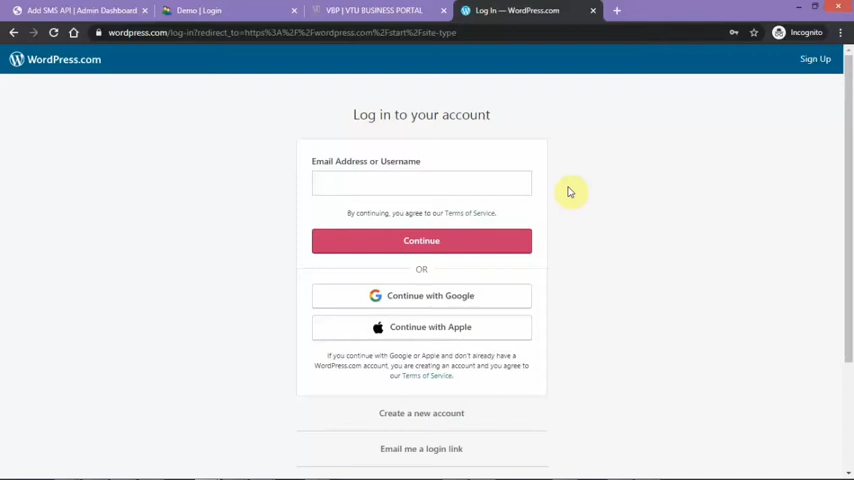 Add SMS API | Admin Dashboard
Demo | Login
VBP | VTU BUSINESS PORTAL
Log In — WordPress.com
wordpress.com/log-in?redirect_to=https%3A%2F%2Fwordpress.com%2Fstart%2Fsite-type
Incognito
WordPress.com
Sign Up
Log in to your account
Email Address or Username
By continuing, you agree to our Terms of Service.
Continue
OR
Continue with Google
Continue with Apple
If you continue with Google or Apple and don't already have a
WordPress.com account, you are creating an account and you agree to
our Terms of Service.
Create a new account
Email me a login link